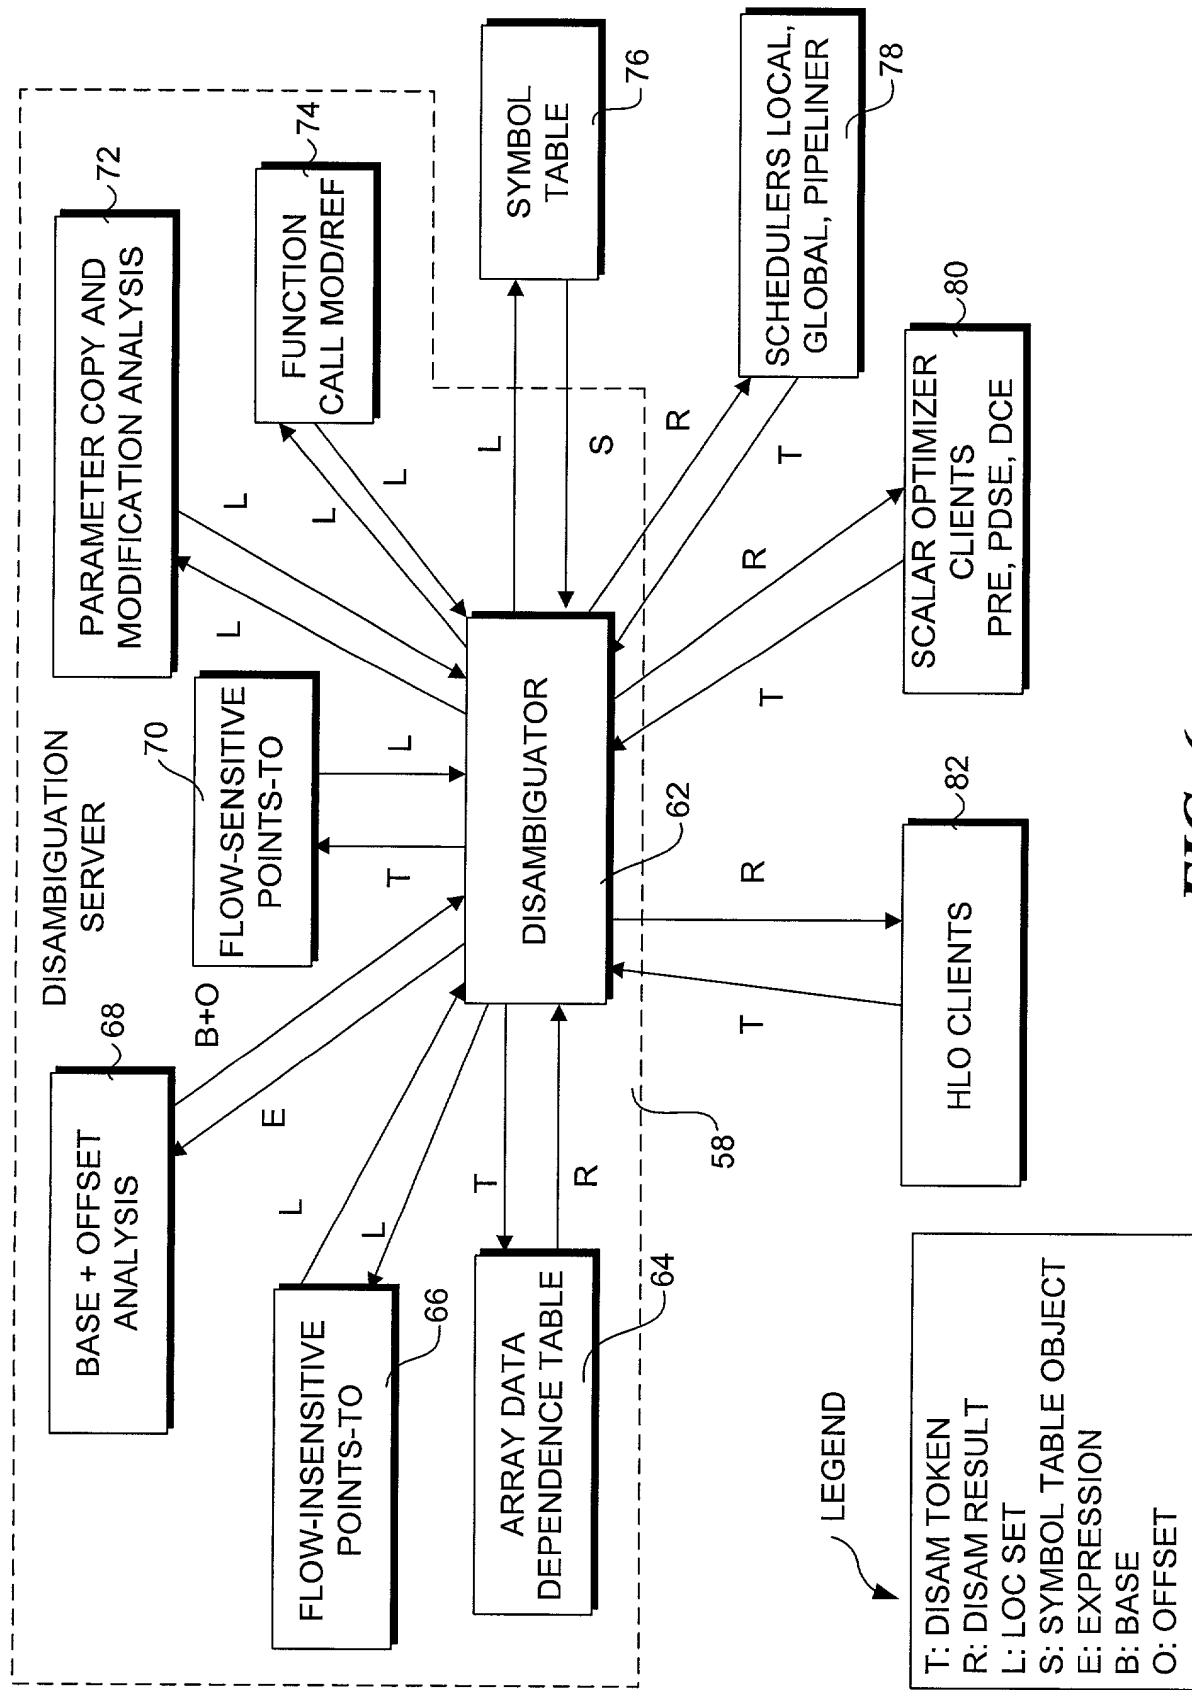 DISAMBIGUATION
SERVER
BASE + OFFSET
ANALYSIS
68
PARAMETER COPY AND
MODIFICATION ANALYSIS
72
FLOW-SENSITIVE
POINTS-TO
70
FUNCTION
CALL MOD/REF
74
FLOW-INSENSITIVE
POINTS-TO
66
B+O
E
L
L
T
L
L
L
L
L
ARRAY DATA
DEPENDENCE TABLE
64
T
R
DISAMBIGUATOR
62
L
S
SYMBOL
TABLE
76
58
T
R
T
R
R
T
SCHEDULERS LOCAL,
GLOBAL, PIPELINER
78
HLO CLIENTS
82
SCALAR OPTIMIZER
CLIENTS
PRE, PDSE, DCE
80
LEGEND
T: DISAM TOKEN
R: DISAM RESULT
L: LOC SET
S: SYMBOL TABLE OBJECT
E: EXPRESSION
B: BASE
O: OFFSET